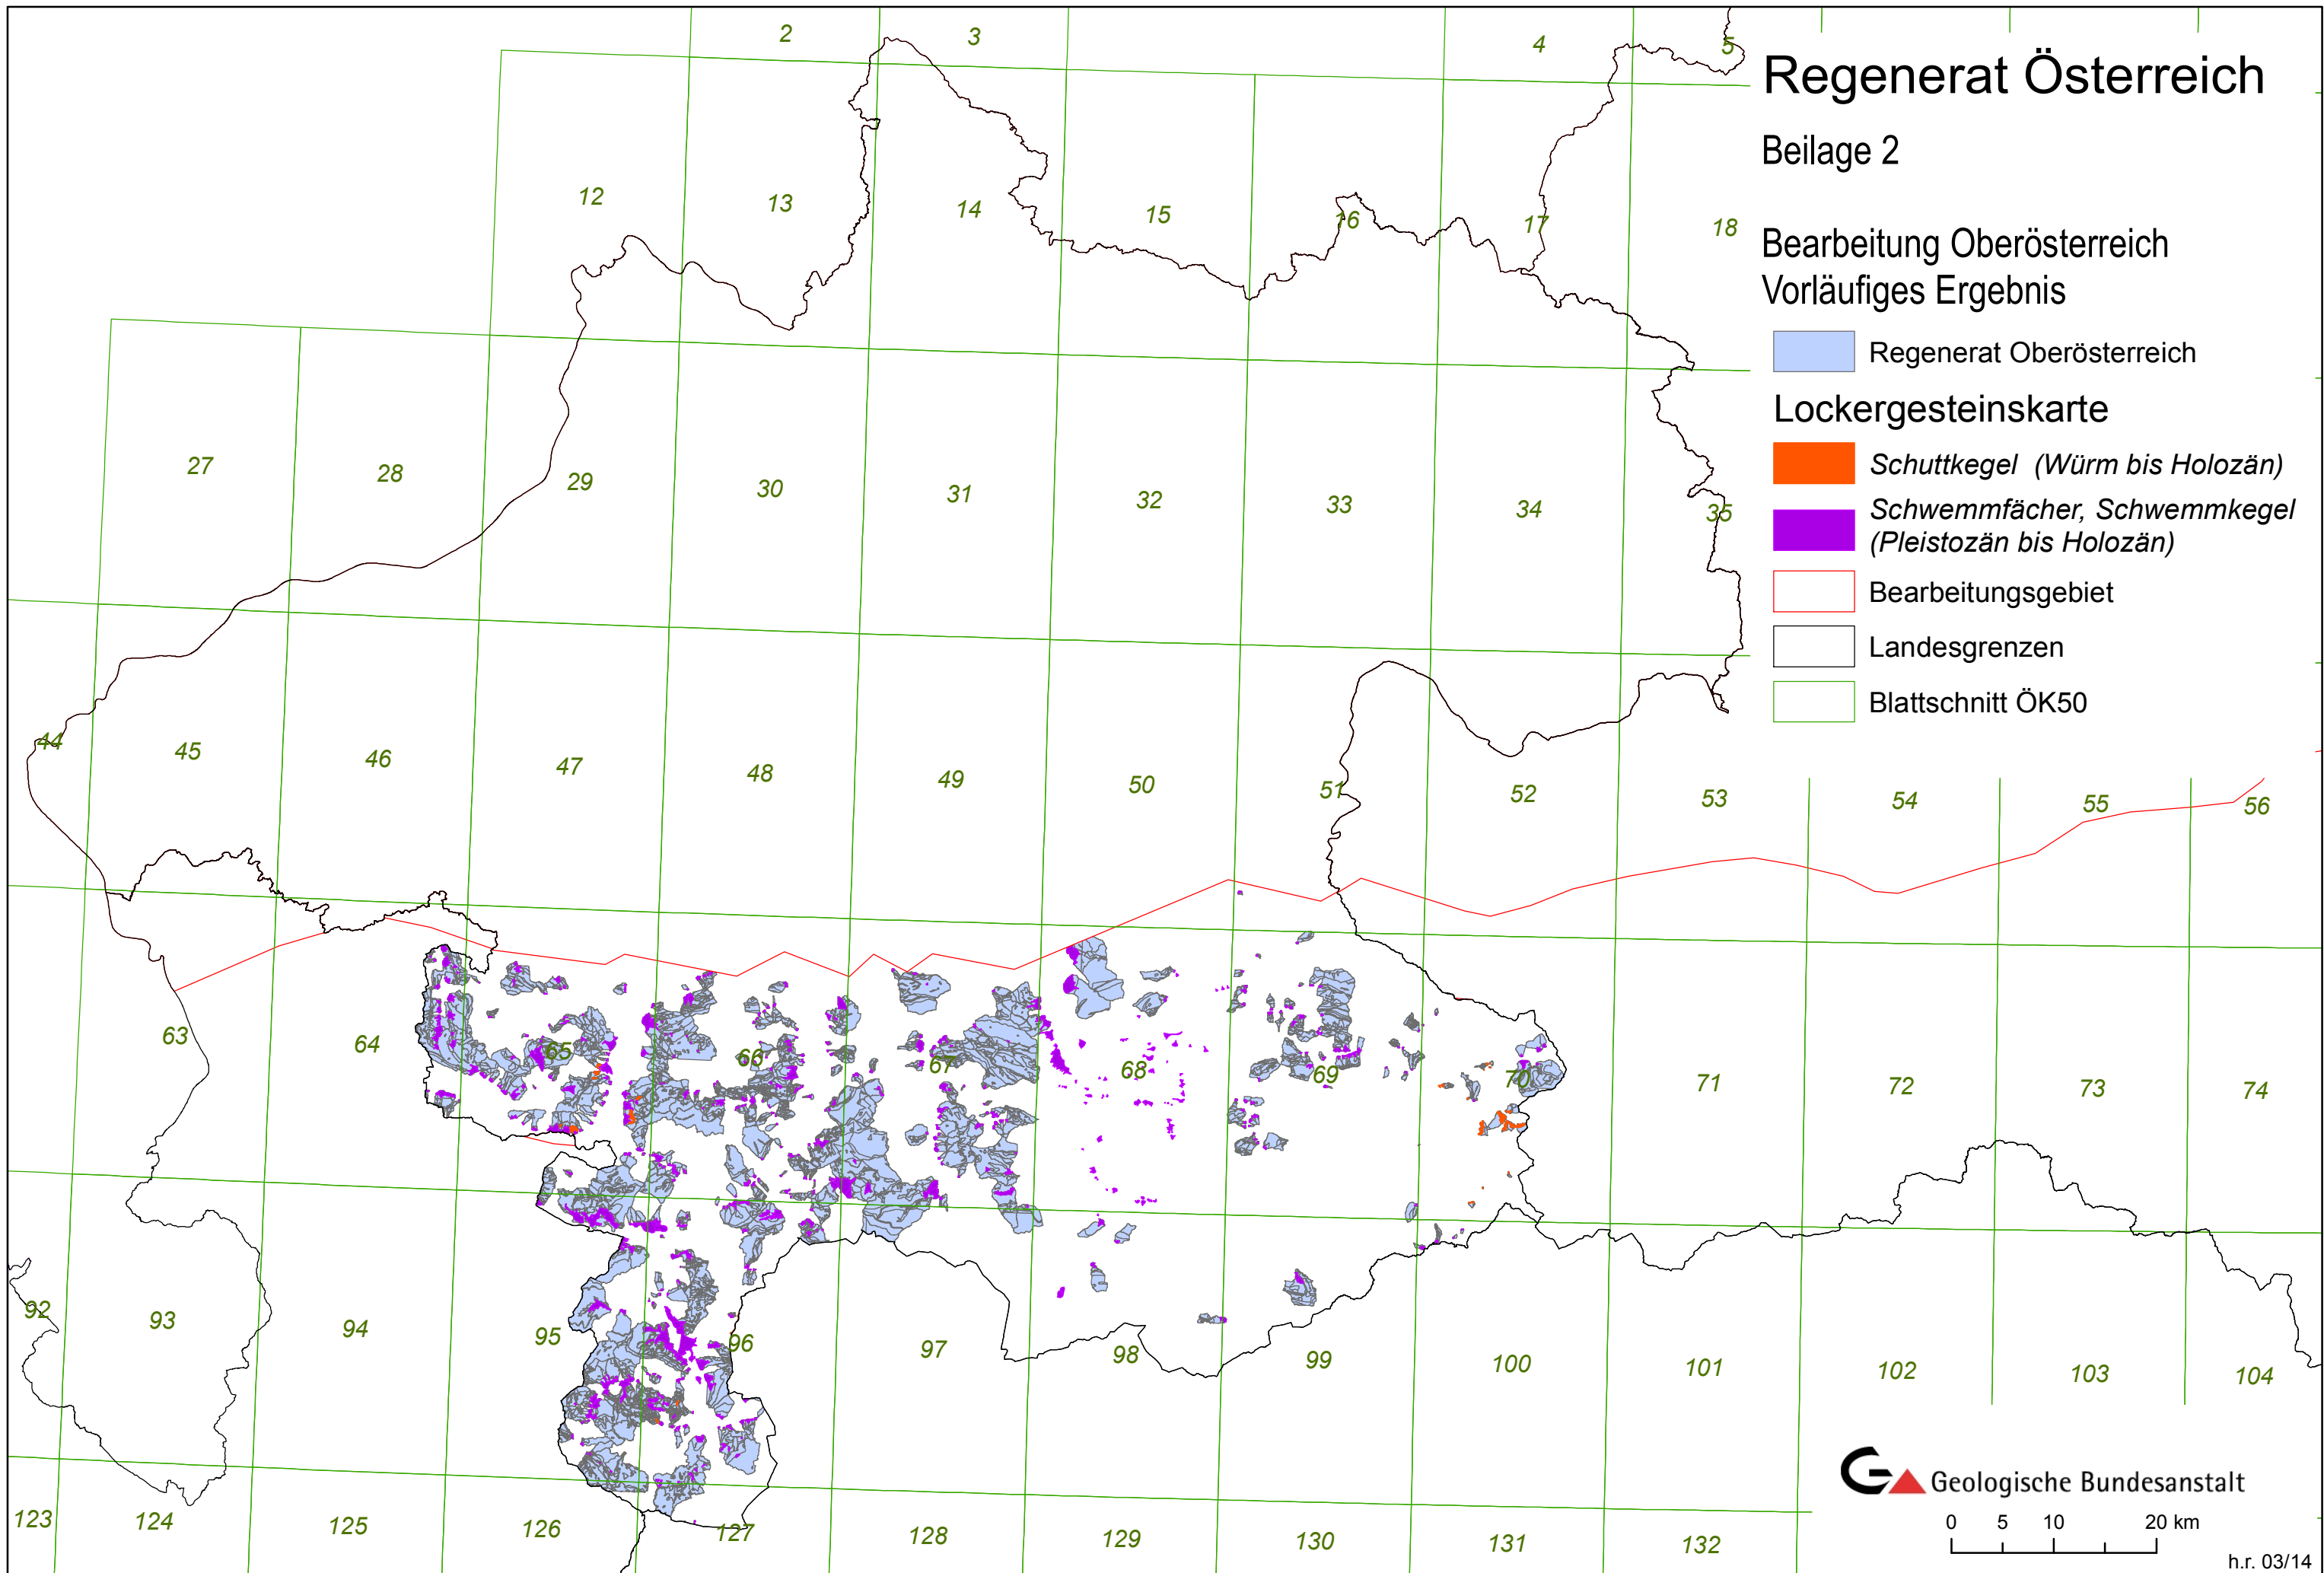 Regenerat Österreich
Beilage 2
Bearbeitung Oberösterreich
Vorläufiges Ergebnis
Regenerat Oberösterreich
Lockergesteinskarte
Schuttkegel (Würm bis Holozän)
Schwemmfächer, Schwemmkegel
(Pleistozän bis Holozän)
Bearbeitungsgebiet
Landesgrenzen
Blattschnitt ÖK50
2 3 4 5
12 13 14 15 16 17 18
27 28 29 30 31 32 33 34 35
44 45 46 47 48 49 50 51 52 53 54 55 56
63 64 65 66 67 68 69 70 71 72 73 74
92 93 94 95 96 97 98 99 100 101 102 103 104
123 124 125 126 127 128 129 130 131 132
Geologische Bundesanstalt
0 5 10 20 km
h.r. 03/14